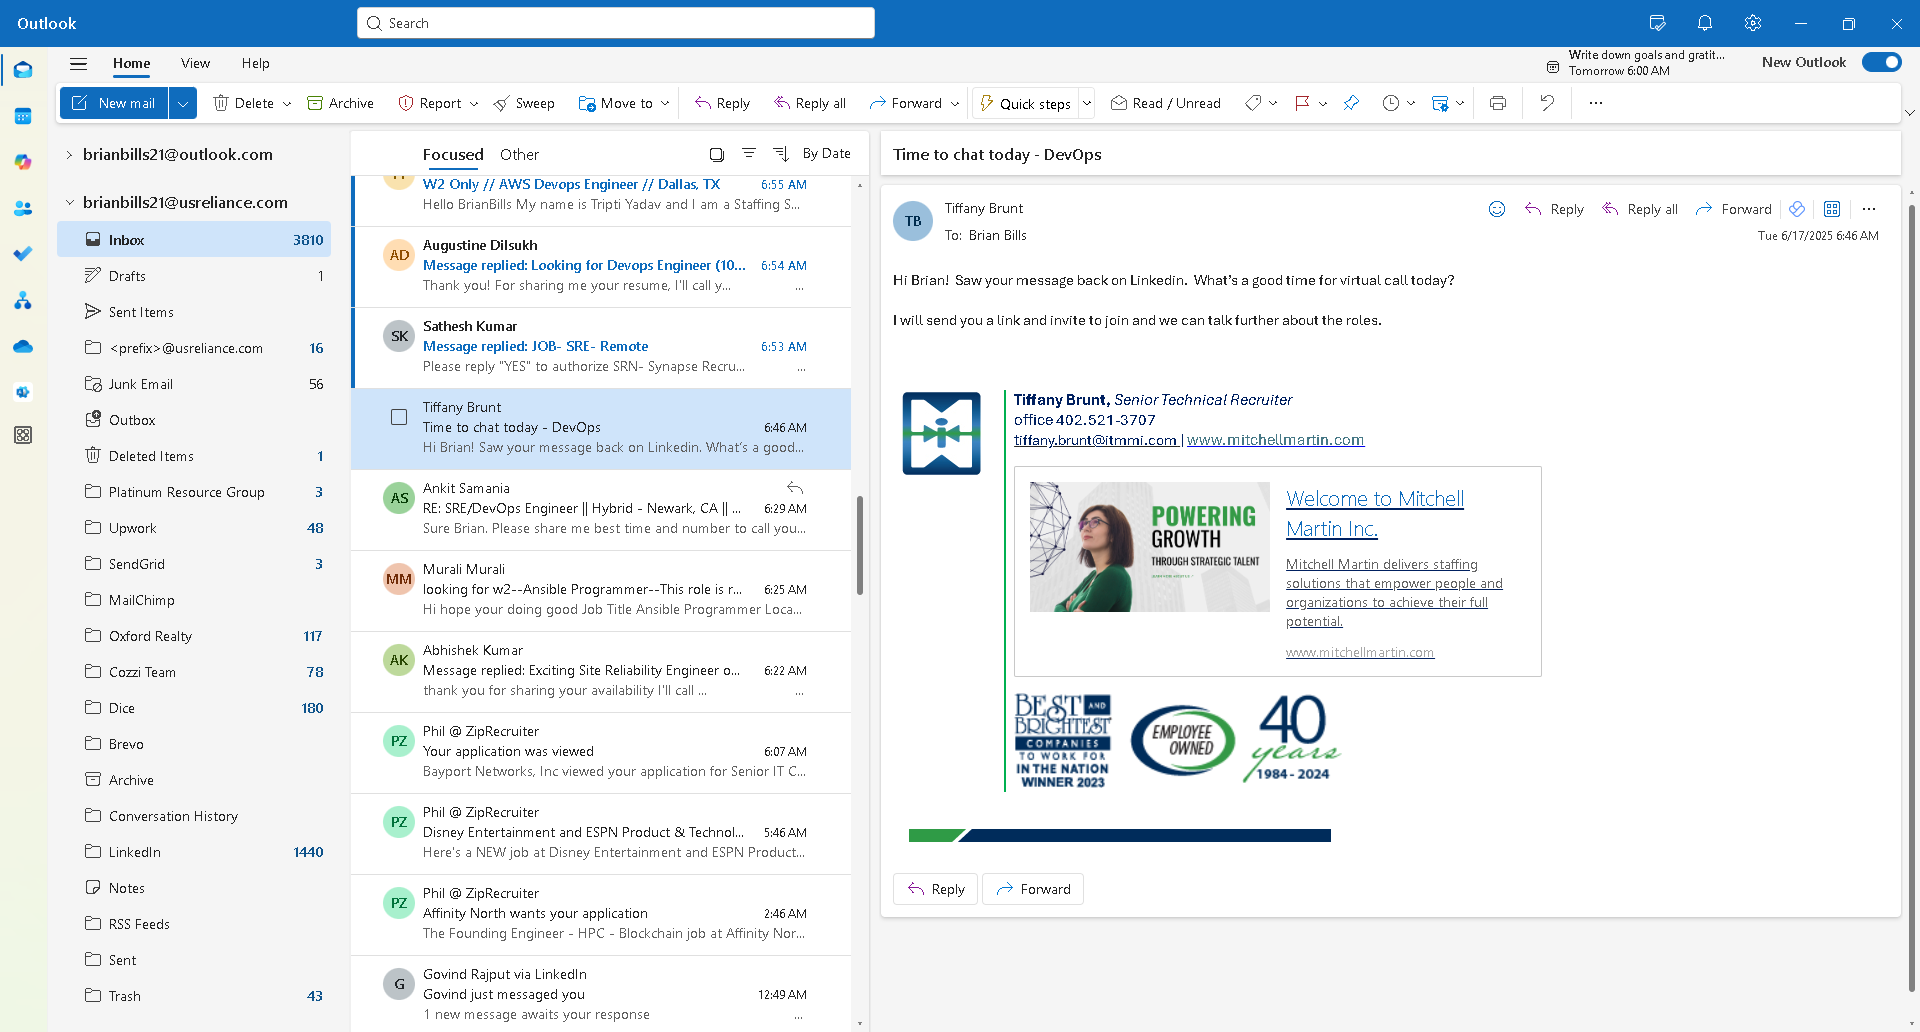 Outlook
Search
Home
View
Help
Write down goals and gratit...
Tomorrow 6:00 AM
New Outlook
New mail
Delete
Archive
Report
Sweep
Move to
Reply
Reply all
Forward
Quick steps
Read / Unread
brianbills21@outlook.com
brianbills21@usreliance.com
Inbox 3810
Drafts 1
Sent Items
<prefix>@usreliance.com 16
Junk Email 56
Outbox
Deleted Items 1
Platinum Resource Group 3
Upwork 48
SendGrid 3
MailChimp
Oxford Realty 117
Cozzi Team 78
Dice 180
Brevo
Archive
Conversation History
LinkedIn 1440
Notes
RSS Feeds
Sent
Trash 43
Focused
Other
By Date
W2 Only // AWS Devops Engineer // Dallas, TX 6:55 AM
Hello BrianBills My name is Tripti Yadav and I am a Staffing S...
AD
Augustine Dilsukh
Message replied: Looking for Devops Engineer (10... 6:54 AM
Thank you! For sharing me your resume, I'll call y... ...
SK
Sathesh Kumar
Message replied: JOB- SRE- Remote 6:53 AM
Please reply "YES" to authorize SRN- Synapse Recru... ...
Tiffany Brunt
Time to chat today - DevOps 6:46 AM
Hi Brian! Saw your message back on Linkedin. What's a good...
AS
Ankit Samania
RE: SRE/DevOps Engineer || Hybrid - Newark, CA || ... 6:29 AM
Sure Brian. Please share me best time and number to call you...
MM
Murali Murali
looking for w2--Ansible Programmer--This role is r... 6:25 AM
Hi hope your doing good Job Title Ansible Programmer Loca...
AK
Abhishek Kumar
Message replied: Exciting Site Reliability Engineer o... 6:22 AM
thank you for sharing your availability I'll call ... ...
PZ
Phil @ ZipRecruiter
Your application was viewed 6:07 AM
Bayport Networks, Inc viewed your application for Senior IT C...
PZ
Phil @ ZipRecruiter
Disney Entertainment and ESPN Product & Technol... 5:46 AM
Here's a NEW job at Disney Entertainment and ESPN Product...
PZ
Phil @ ZipRecruiter
Affinity North wants your application 2:46 AM
The Founding Engineer - HPC - Blockchain job at Affinity Nor...
G
Govind Rajput via LinkedIn
Govind just messaged you 12:49 AM
1 new message awaits your response ...
Time to chat today - DevOps
TB
Tiffany Brunt
To: Brian Bills
Reply
Reply all
Forward
Tue 6/17/2025 6:46 AM
Hi Brian! Saw your message back on Linkedin. What's a good time for virtual call today?
I will send you a link and invite to join and we can talk further about the roles.
Tiffany Brunt, Senior Technical Recruiter
office 402.521-3707
tiffany.brunt@itmmi.com | www.mitchellmartin.com
POWERING
GROWTH
THROUGH STRATEGIC TALENT
Welcome to Mitchell
Martin Inc.
Mitchell Martin delivers staffing
solutions that empower people and
organizations to achieve their full
potential.
www.mitchellmartin.com
BEST AND
BRIGHTEST
COMPANIES
TO WORK FOR
IN THE NATION
WINNER 2023
EMPLOYEE
OWNED
40
years
1984 - 2024
Reply
Forward